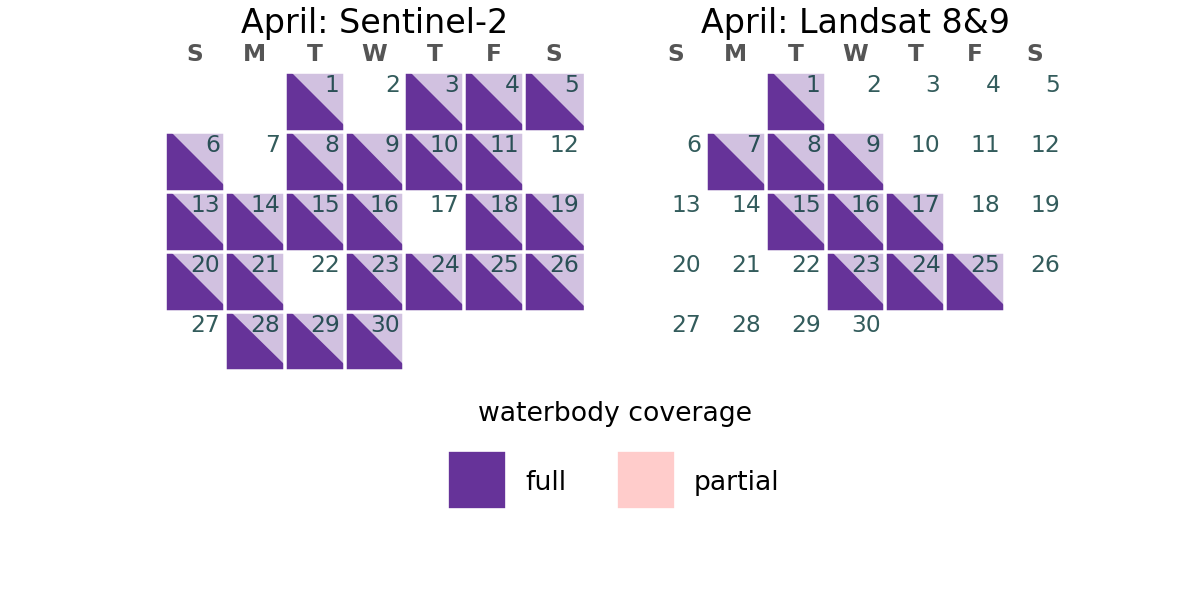 April: Sentinel-2
S M T W T F S
1 2 3 4 5
6 7 8 9 10 11 12
13 14 15 16 17 18 19
20 21 22 23 24 25 26
27 28 29 30
April: Landsat 8&9
S M T W T F S
1 2 3 4 5
6 7 8 9 10 11 12
13 14 15 16 17 18 19
20 21 22 23 24 25 26
27 28 29 30
waterbody coverage
full partial